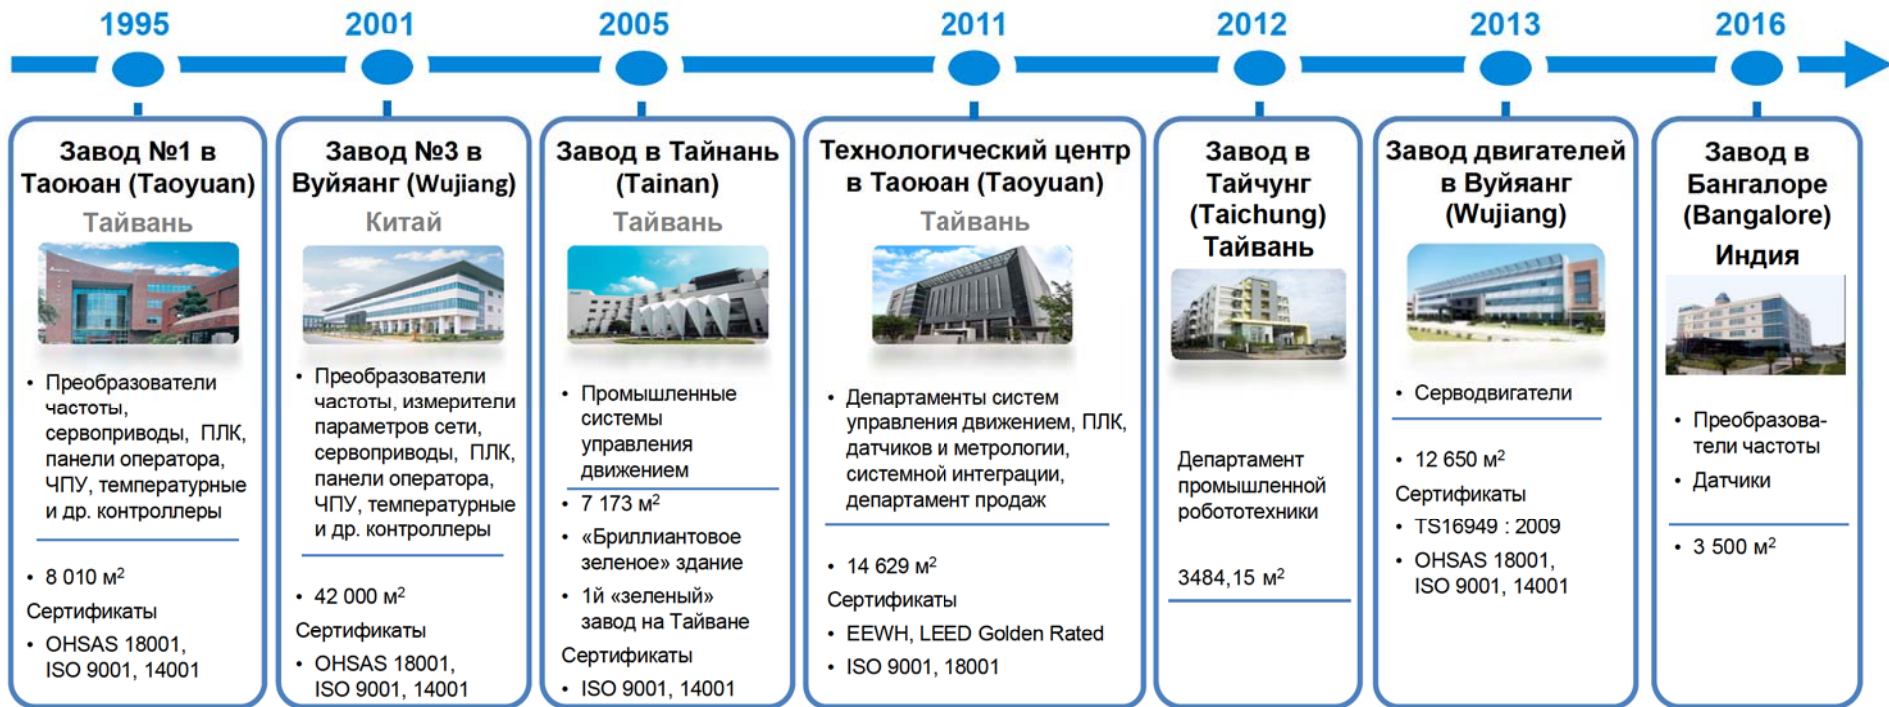 1995
2001
2005
2011
2012
2013
2016
Завод №1 в
Таоюан (Taoyuan)
Тайвань
• Преобразователи
частоты,
сервоприводы, ПЛК,
панели оператора,
ЧПУ, температурные
и др. контроллеры
• 8 010 м²
Сертификаты
• OHSAS 18001,
ISO 9001, 14001
Завод №3 в
Вуйяанг (Wujiang)
Китай
• Преобразователи
частоты, измерители
параметров сети,
сервоприводы, ПЛК,
панели оператора,
ЧПУ, температурные
и др. контроллеры
• 42 000 м²
Сертификаты
• OHSAS 18001,
ISO 9001, 14001
Завод в Тайнань
(Tainan)
Тайвань
• Промышленные
системы
управления
движением
• 7 173 м²
• «Бриллиантовое
зеленое» здание
• 1й «зеленый»
завод на Тайване
Сертификаты
• ISO 9001, 14001
Технологический центр
в Таоюан (Taoyuan)
Тайвань
• Департаменты систем
управления движением, ПЛК,
датчиков и метрологии,
системной интеграции,
департамент продаж
• 14 629 м²
Сертификаты
• EEWH, LEED Golden Rated
• ISO 9001, 18001
Завод в
Тайчунг
(Taichung)
Тайвань
Департамент
промышленной
робототехники
3484,15 м²
Завод двигателей
в Вуйяанг
(Wujiang)
• Серводвигатели
• 12 650 м²
Сертификаты
• TS16949 : 2009
• OHSAS 18001,
ISO 9001, 14001
Завод в
Бангалоре
(Bangalore)
Индия
• Преобразова-
тели частоты
• Датчики
• 3 500 м²